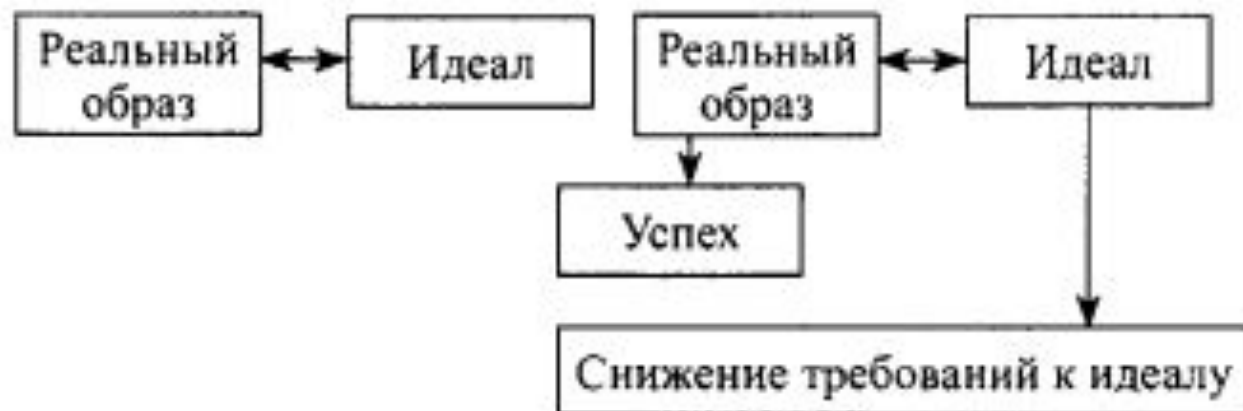 Реальный
образ
Идеал
Реальный
образ
Идеал
Успех
Снижение требований к идеалу